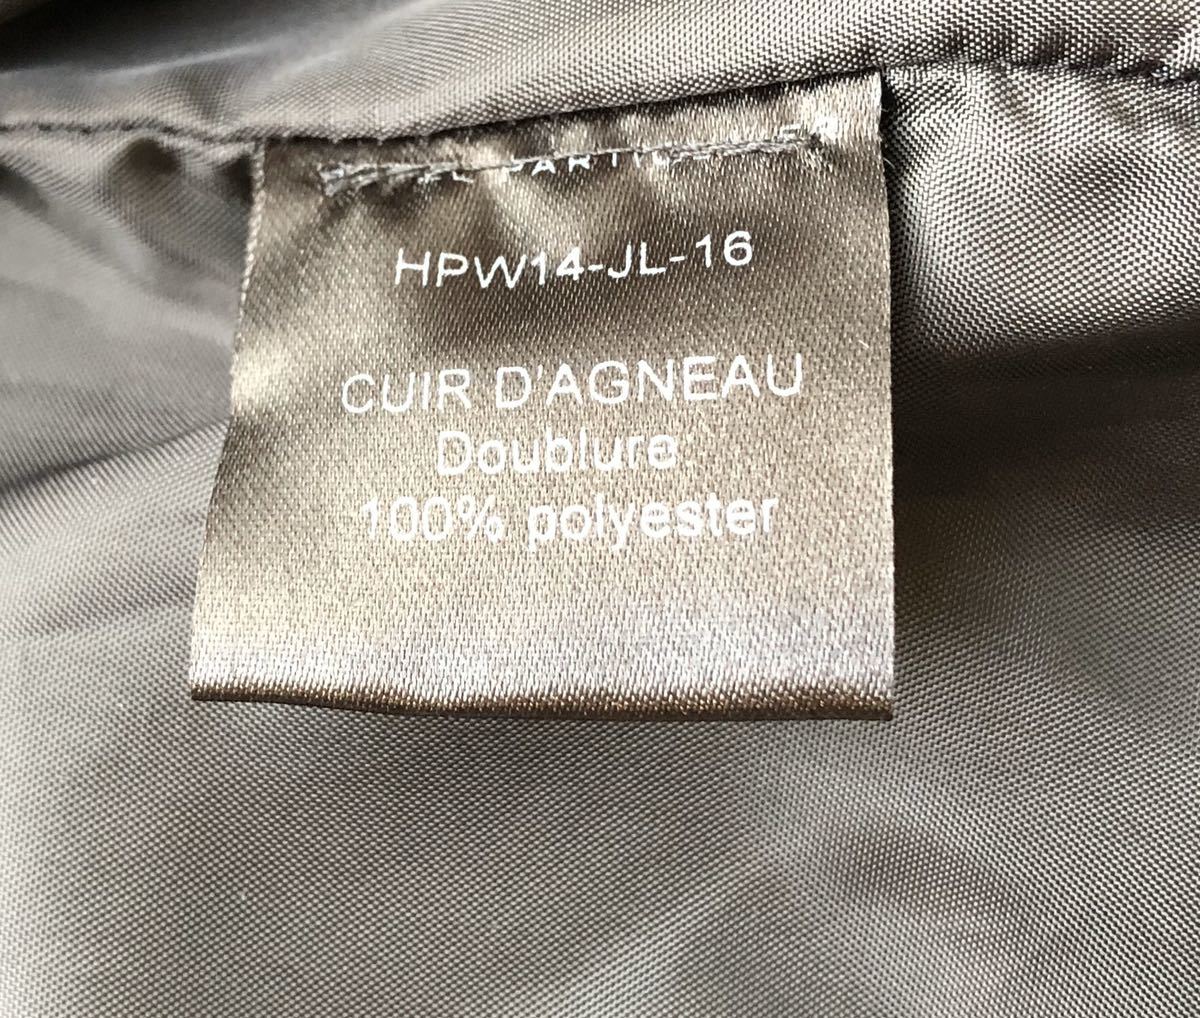 HPW14-JL-16
CUIR D'AGNEAU
Doublure
100% polyester